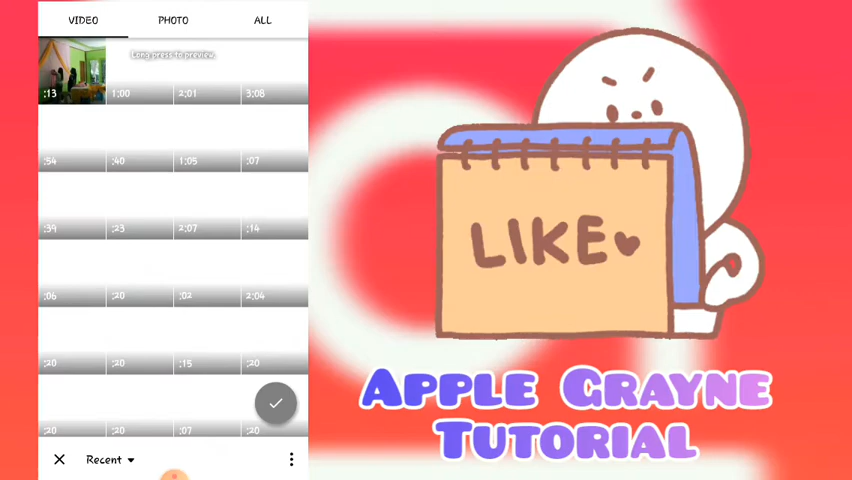 VIDEO PHOTO ALL
Long press to preview.
:13 1:00 2:01 3:08
:54 :40 1:05 :07
:39 :23 2:07 :14
:06 :20 :02 2:04
:20 :20 :15 :20
:20 :20 :07 :20
Recent
LIKE
APPLE GRAYNE
TUTORIAL